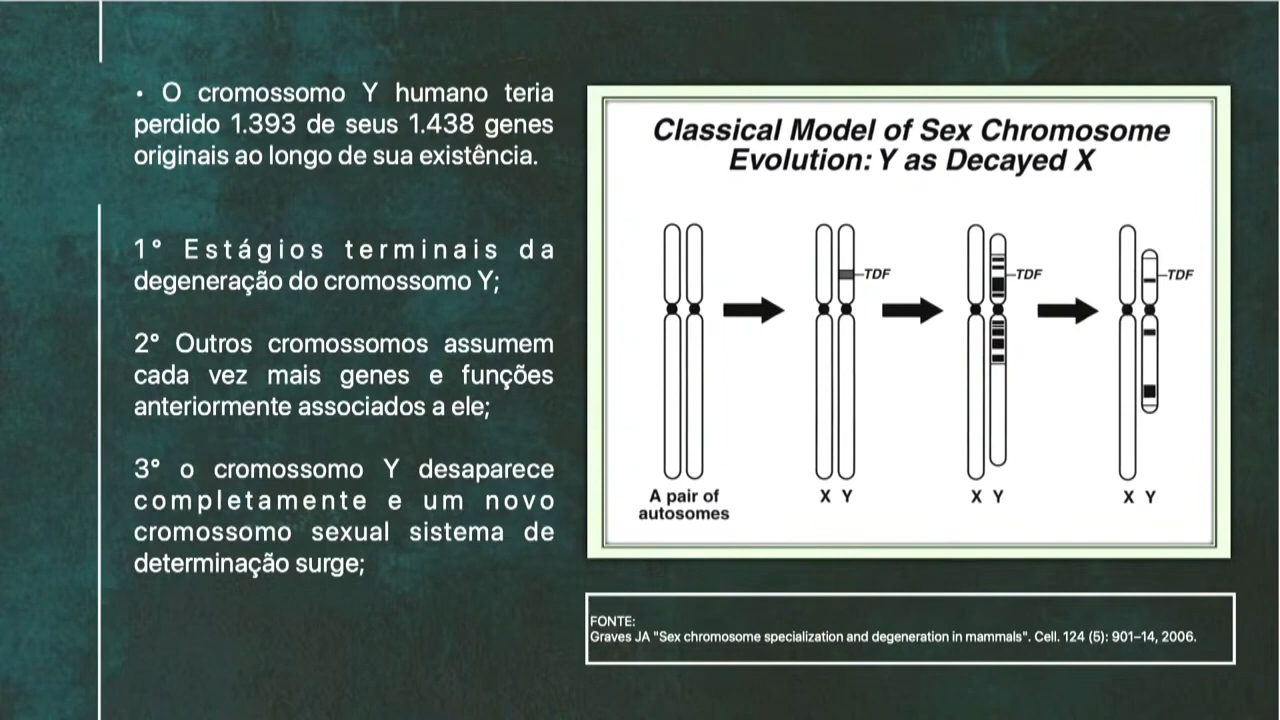 • O cromossomo Y humano teria
perdido 1.393 de seus 1.438 genes
originais ao longo de sua existência.
1° Estágios terminais da
degeneração do cromossomo Y;
2° Outros cromossomos assumem
cada vez mais genes e funções
anteriormente associados a ele;
3° o cromossomo Y desaparece
completamente e um novo
cromossomo sexual sistema de
determinação surge;
Classical Model of Sex Chromosome
Evolution: Y as Decayed X
TDF
TDF
TDF
A pair of
autosomes
X Y
X Y
X Y
FONTE:
Graves JA "Sex chromosome specialization and degeneration in mammals". Cell. 124 (5): 901–14, 2006.